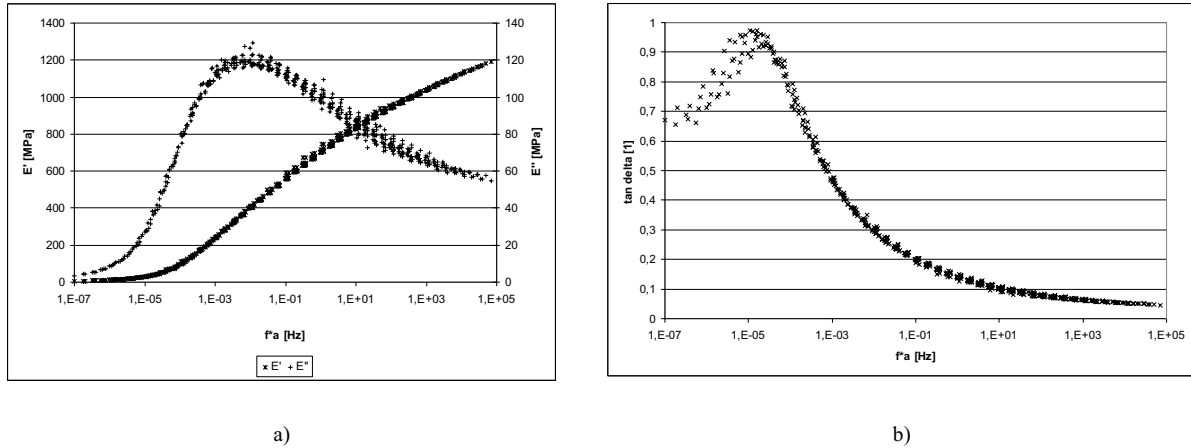 1400
1200
1000
800
600
400
200
0
E' [MPa]
140
120
100
80
60
40
20
0
E" [MPa]
1,E-07 1,E-05 1,E-03 1,E-01 1,E+01 1,E+03 1,E+05
f*a [Hz]
E' E"
a)
1
0,9
0,8
0,7
0,6
0,5
0,4
0,3
0,2
0,1
0
tan delta [1]
1,E-07 1,E-05 1,E-03 1,E-01 1,E+01 1,E+03 1,E+05
f*a [Hz]
b)